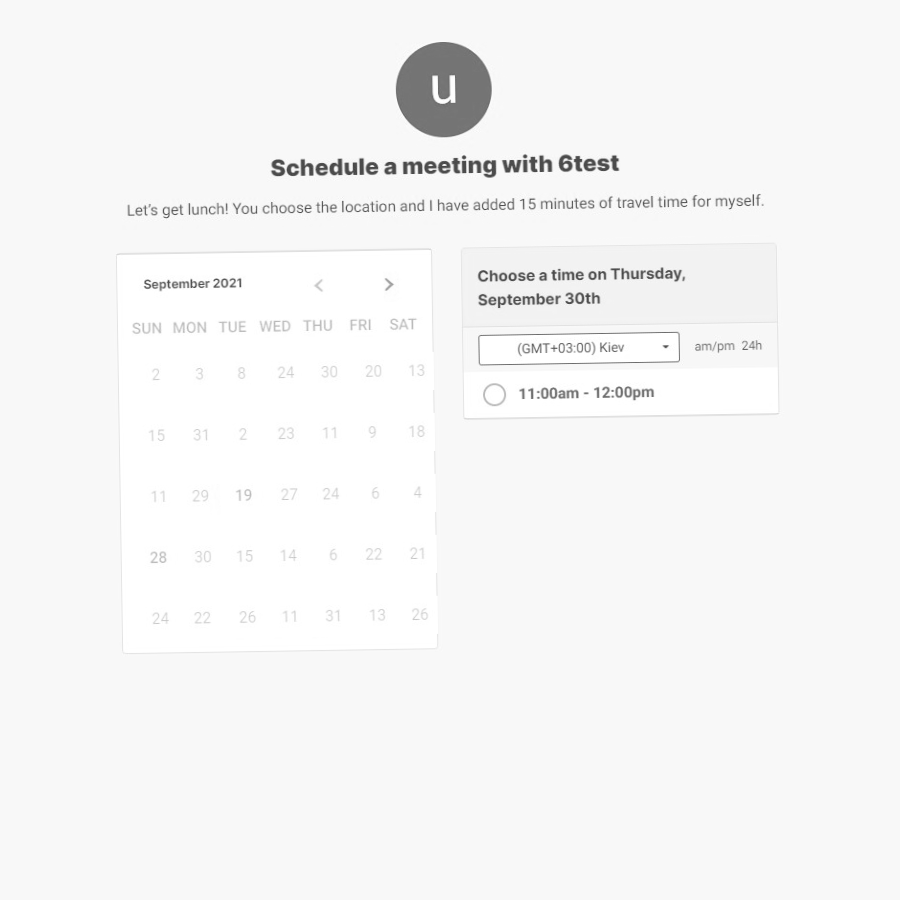 u
Schedule a meeting with 6test
Let's get lunch! You choose the location and I have added 15 minutes of travel time for myself.
September 2021
SUN MON TUE WED THU FRI SAT
2 3 8 24 30 20 13
15 31 2 23 11 9 18
11 29 19 27 24 6 4
28 30 15 14 6 22 21
24 22 26 11 31 13 26
Choose a time on Thursday,
September 30th
(GMT+03:00) Kiev am/pm 24h
11:00am - 12:00pm